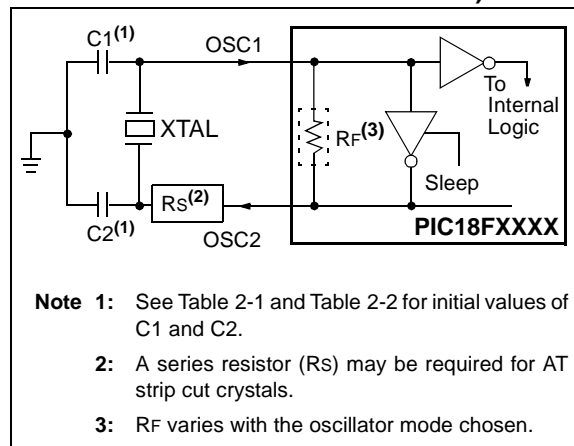 C1(1)
OSC1
To
Internal
Logic
XTAL
RF(3)
Sleep
C2(1)
RS(2)
OSC2
PIC18FXXXX
Note 1: See Table 2-1 and Table 2-2 for initial values of
C1 and C2.
2: A series resistor (RS) may be required for AT
strip cut crystals.
3: RF varies with the oscillator mode chosen.